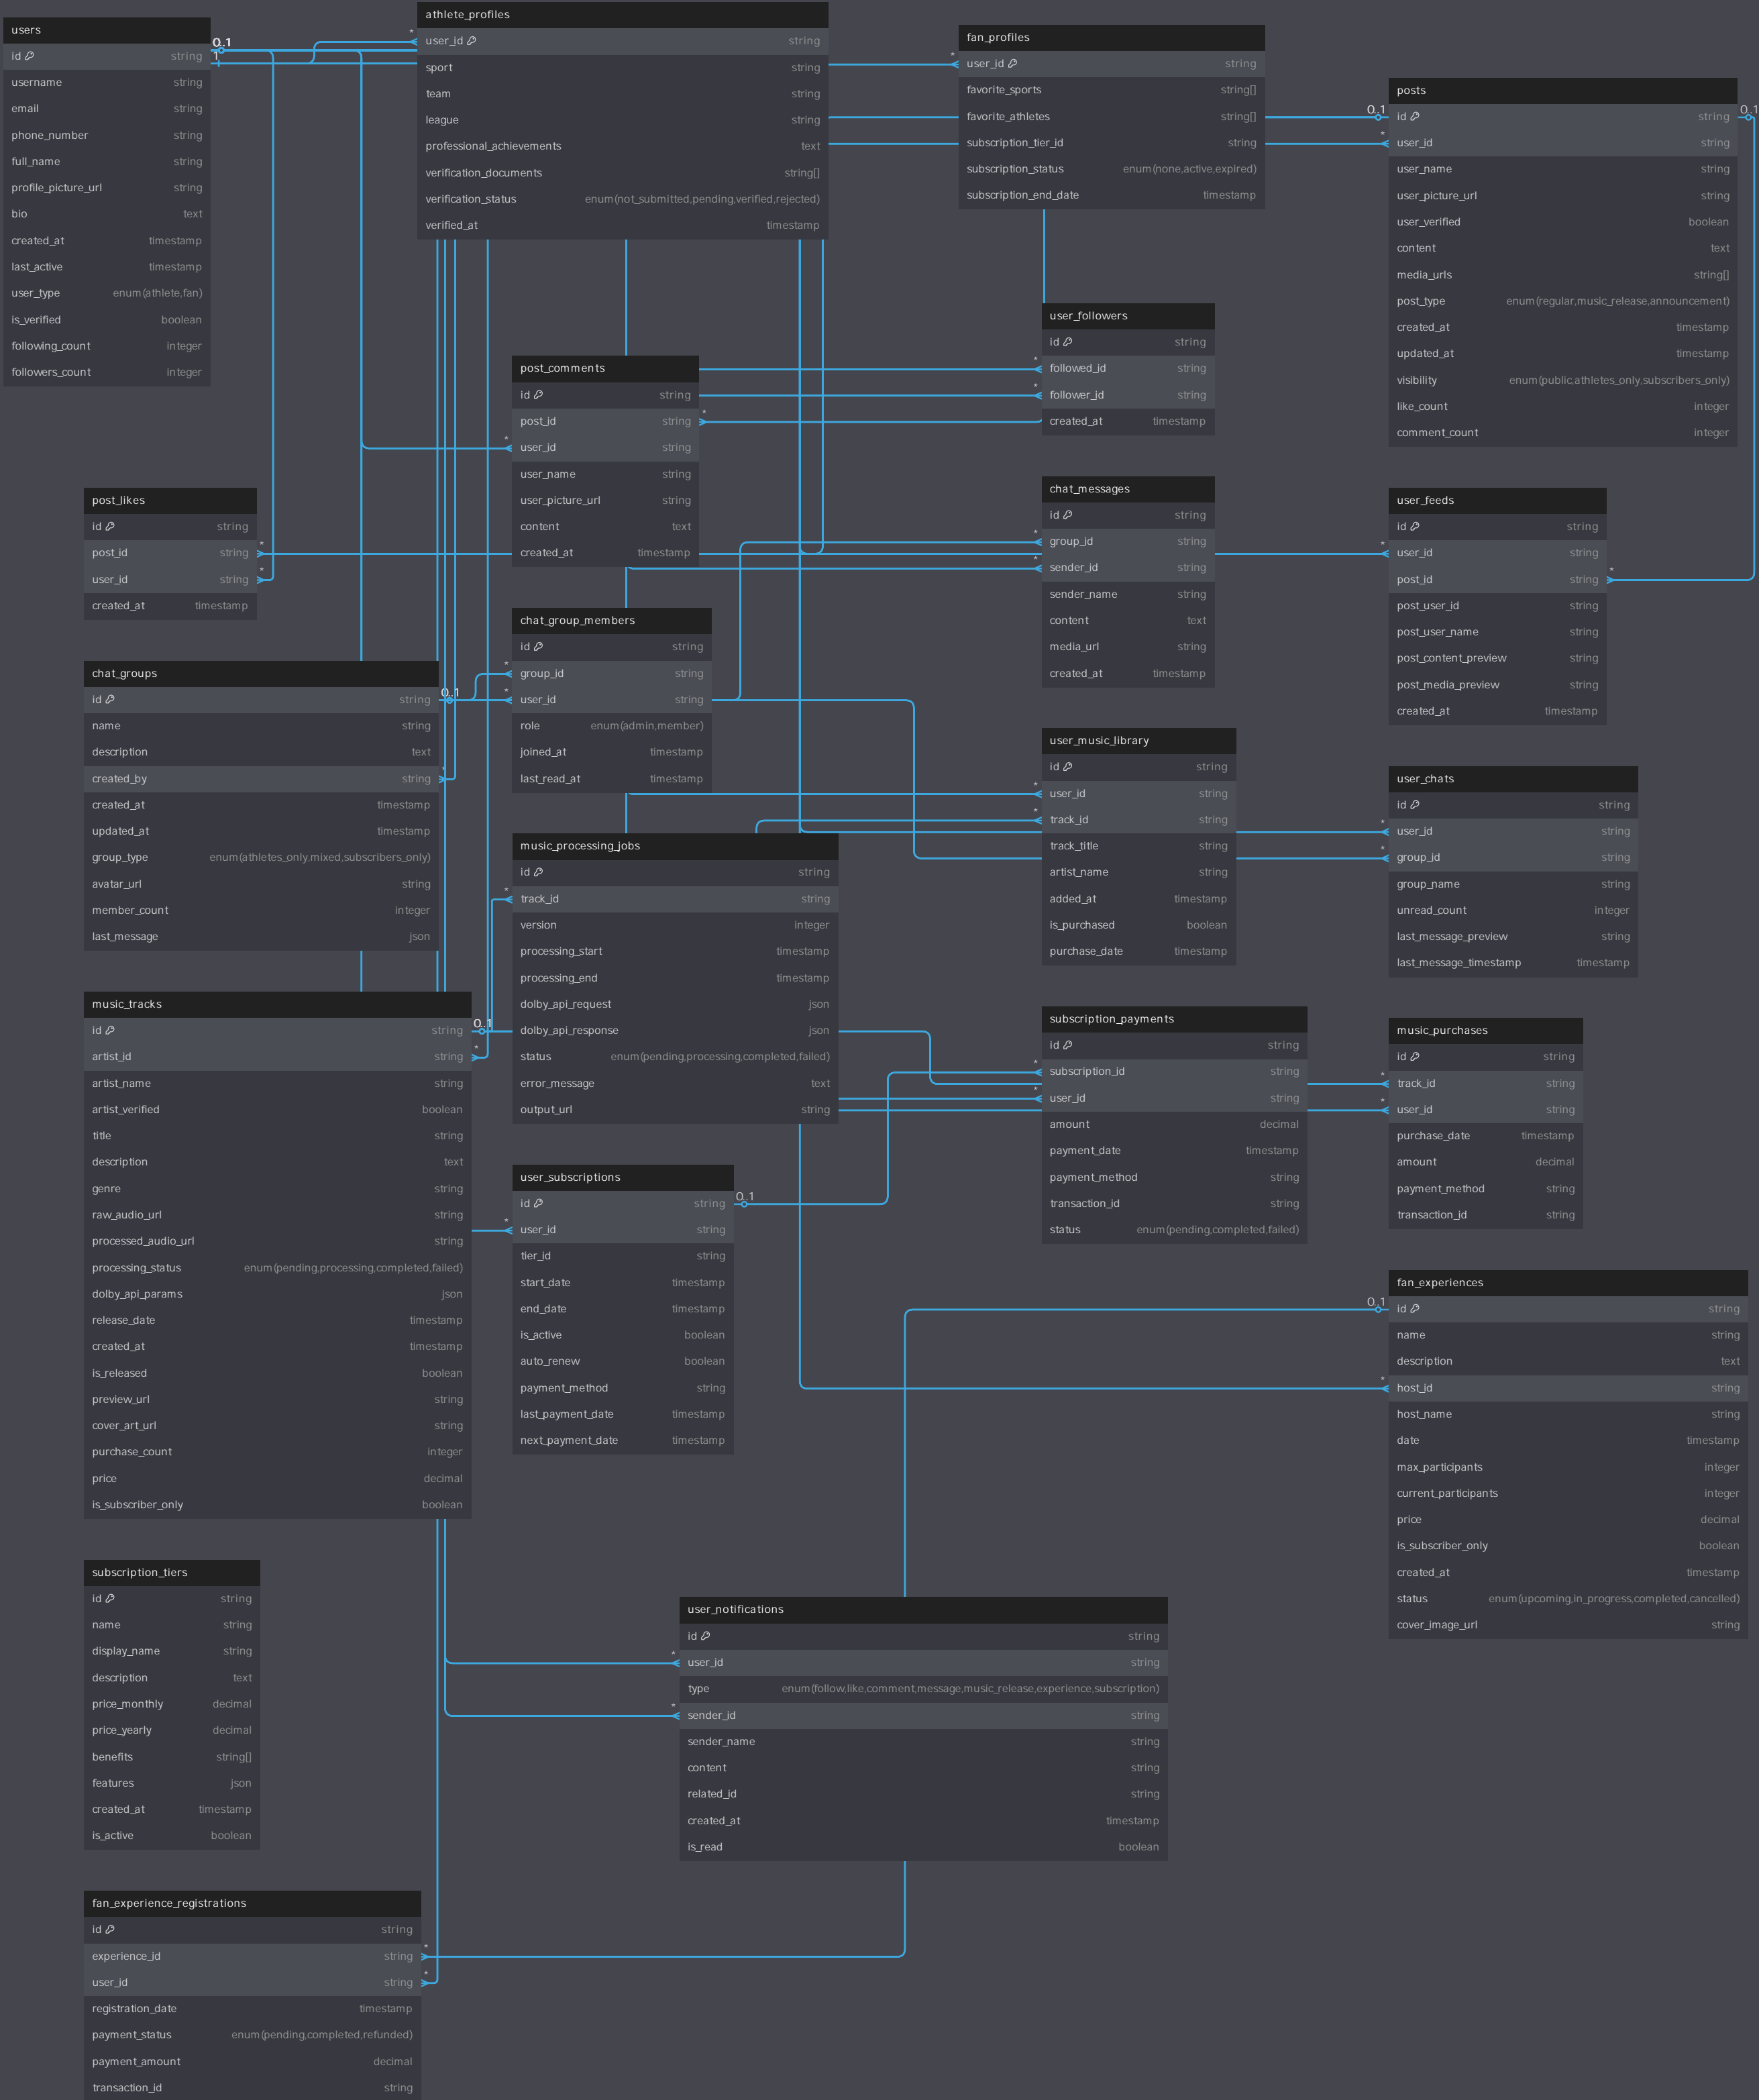 users
id string
username string
email string
phone_number string
full_name string
profile_picture_url string
bio text
created_at timestamp
last_active timestamp
user_type enum(athlete,fan)
is_verified boolean
following_count integer
followers_count integer
0..1
1
athlete_profiles
* user_id string
sport string
team string
league string
professional_achievements text
verification_documents string[]
verification_status enum(not_submitted,pending,verified,rejected)
verified_at timestamp
fan_profiles
* user_id string
favorite_sports string[]
favorite_athletes string[]
subscription_tier_id string
subscription_status enum(none,active,expired)
subscription_end_date timestamp
posts
0..1 id string 0..1
* user_id string
user_name string
user_picture_url string
user_verified boolean
content text
media_urls string[]
post_type enum(regular,music_release,announcement)
created_at timestamp
updated_at timestamp
visibility enum(public,athletes_only,subscribers_only)
like_count integer
comment_count integer
user_followers
id string
* followed_id string
* follower_id string
created_at timestamp
post_comments
id string
post_id string *
* user_id string
user_name string
user_picture_url string
content text
created_at timestamp
post_likes
id string
post_id string *
user_id string *
created_at timestamp
chat_messages
id string
* group_id string
* sender_id string
sender_name string
content text
media_url string
created_at timestamp
user_feeds
id string
* user_id string
post_id string *
post_user_id string
post_user_name string
post_content_preview string
post_media_preview string
created_at timestamp
chat_group_members
id string
* group_id string
* user_id string
role enum(admin,member)
joined_at timestamp
last_read_at timestamp
chat_groups
id string 0..1
name string
description text
created_by string *
created_at timestamp
updated_at timestamp
group_type enum(athletes_only,mixed,subscribers_only)
avatar_url string
member_count integer
last_message json
user_music_library
id string
* user_id string
* track_id string
track_title string
artist_name string
added_at timestamp
is_purchased boolean
purchase_date timestamp
user_chats
id string
* user_id string
* group_id string
group_name string
unread_count integer
last_message_preview string
last_message_timestamp timestamp
music_processing_jobs
id string
* track_id string
version integer
processing_start timestamp
processing_end timestamp
dolby_api_request json
dolby_api_response json
status enum(pending,processing,completed,failed)
error_message text
output_url string
music_tracks
id string 0..1
artist_id string *
artist_name string
artist_verified boolean
title string
description text
genre string
raw_audio_url string
processed_audio_url string
processing_status enum(pending,processing,completed,failed)
dolby_api_params json
release_date timestamp
created_at timestamp
is_released boolean
preview_url string
cover_art_url string
purchase_count integer
price decimal
is_subscriber_only boolean
subscription_payments
id string
* subscription_id string
* user_id string
amount decimal
payment_date timestamp
payment_method string
transaction_id string
status enum(pending,completed,failed)
music_purchases
id string
* track_id string
* user_id string
purchase_date timestamp
amount decimal
payment_method string
transaction_id string
user_subscriptions
id string 0..1
* user_id string
tier_id string
start_date timestamp
end_date timestamp
is_active boolean
auto_renew boolean
payment_method string
last_payment_date timestamp
next_payment_date timestamp
fan_experiences
0..1 id string
name string
description text
* host_id string
host_name string
date timestamp
max_participants integer
current_participants integer
price decimal
is_subscriber_only boolean
created_at timestamp
status enum(upcoming,in_progress,completed,cancelled)
cover_image_url string
subscription_tiers
id string
name string
display_name string
description text
price_monthly decimal
price_yearly decimal
benefits string[]
features json
created_at timestamp
is_active boolean
user_notifications
id string
* user_id string
type enum(follow,like,comment,message,music_release,experience,subscription)
* sender_id string
sender_name string
content string
related_id string
created_at timestamp
is_read boolean
fan_experience_registrations
id string
experience_id string *
user_id string *
registration_date timestamp
payment_status enum(pending,completed,refunded)
payment_amount decimal
transaction_id string